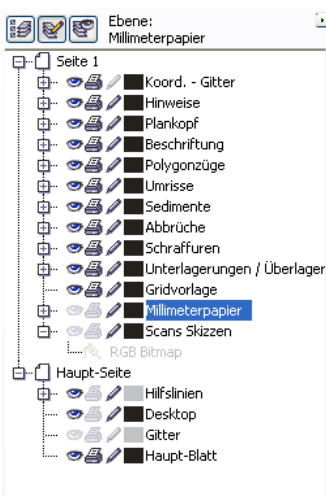 Ebene:
Millimeterpapier
Seite 1
Koord. - Gitter
Hinweise
Plankopf
Beschriftung
Polygonzüge
Umrisse
Sedimente
Abbrüche
Schraffuren
Unterlagerungen / Überlager
Gridvorlage
Millimeterpapier
Scans Skizzen
RGB Bitmap
Haupt-Seite
Hilfslinien
Desktop
Gitter
Haupt-Blatt